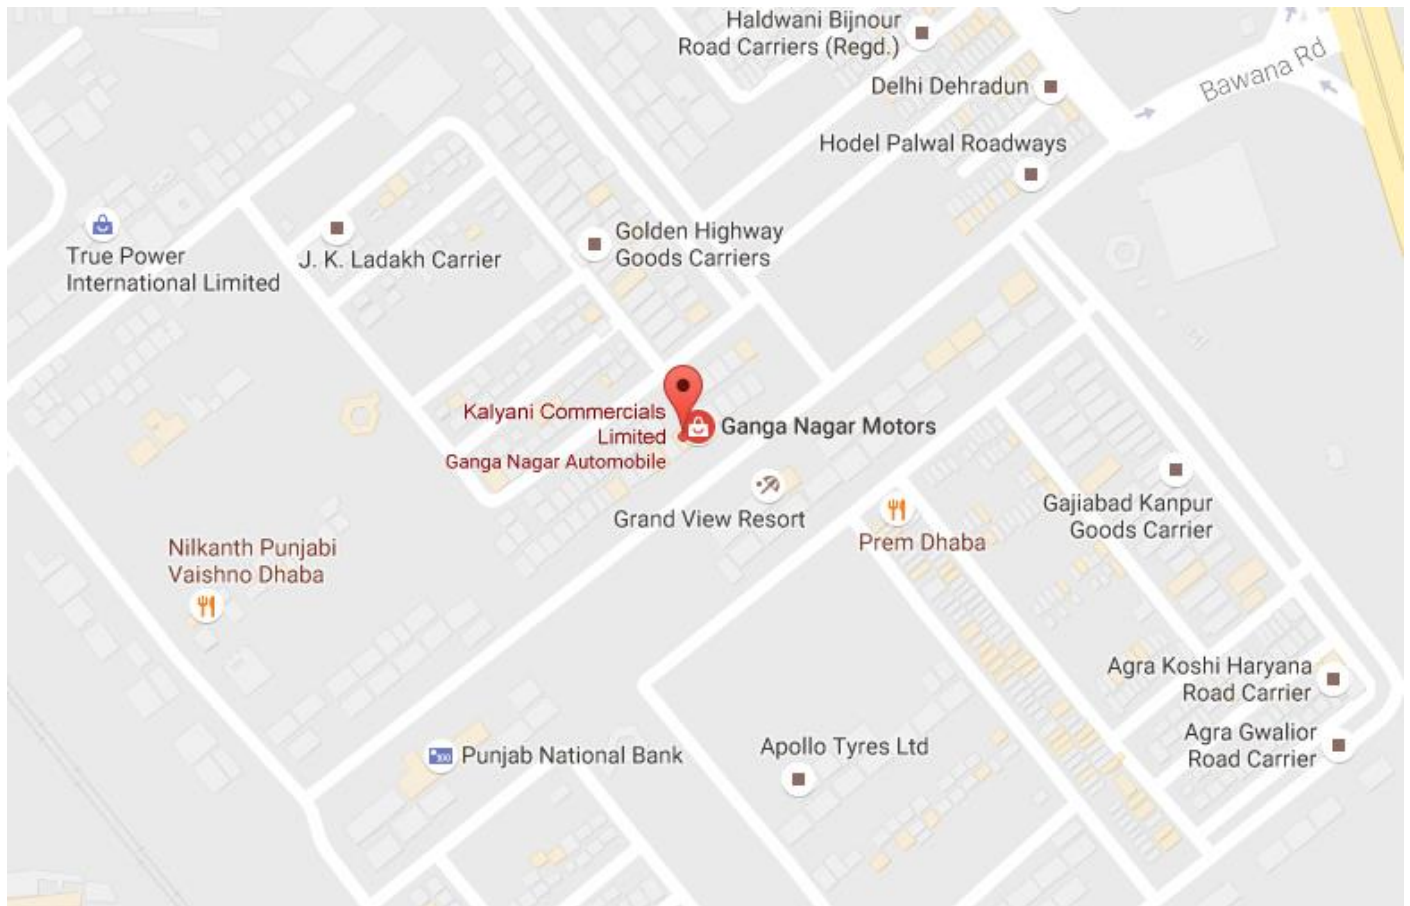 Haldwani Bijnour
Road Carriers (Regd.)
Bawana Rd
Delhi Dehradun
Hodel Palwal Roadways
Golden Highway
Goods Carriers
True Power
International Limited
J. K. Ladakh Carrier
Kalyani Commercials
Limited
Ganga Nagar Automobile
Ganga Nagar Motors
Grand View Resort
Prem Dhaba
Gajiabad Kanpur
Goods Carrier
Nilkanth Punjabi
Vaishno Dhaba
Agra Koshi Haryana
Road Carrier
Agra Gwalior
Road Carrier
Punjab National Bank
Apollo Tyres Ltd